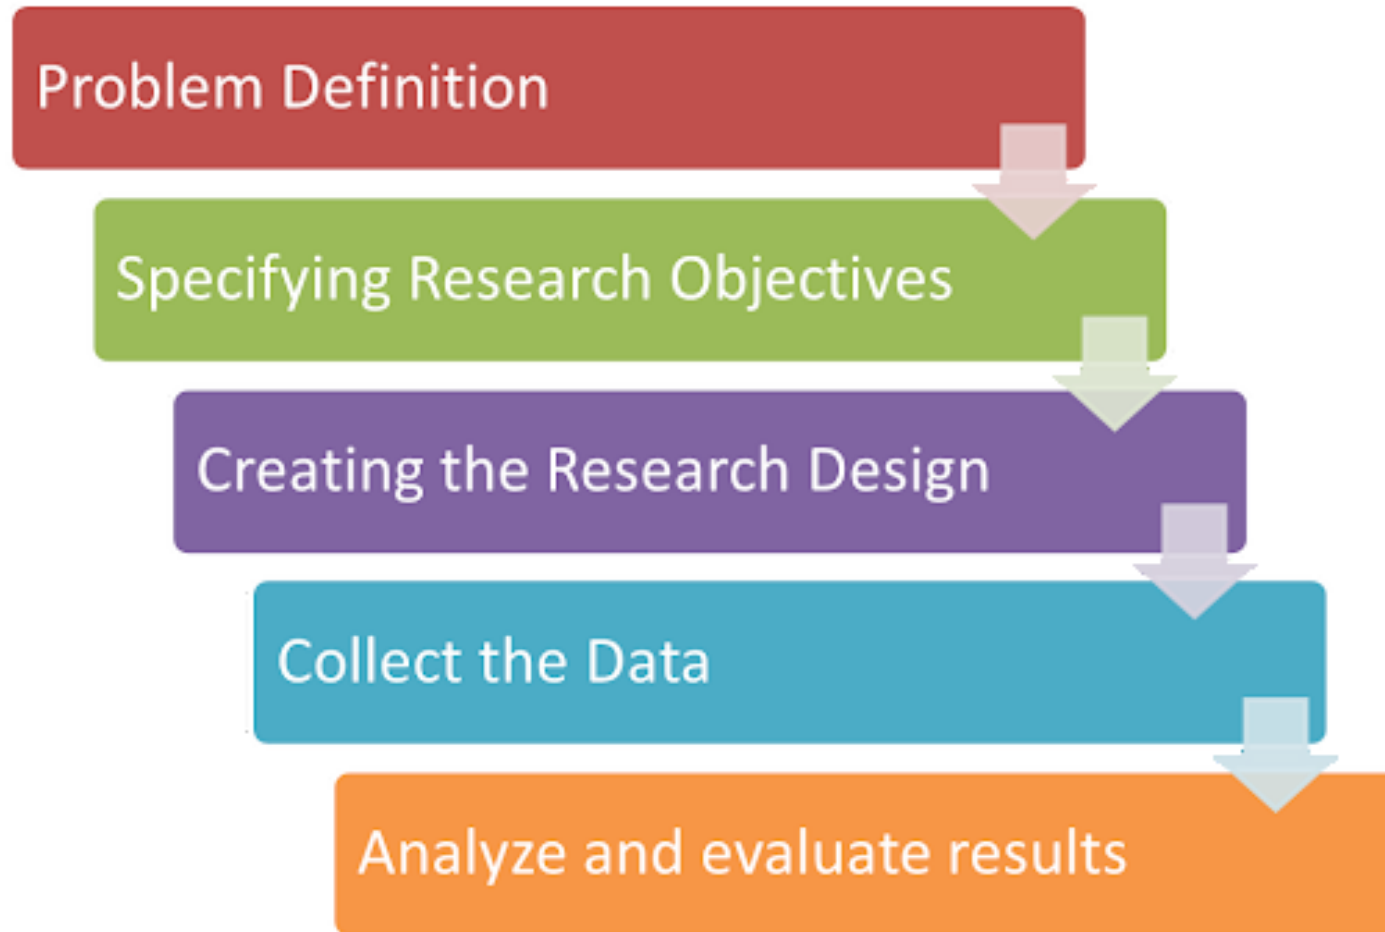 Problem Definition
Specifying Research Objectives
Creating the Research Design
Collect the Data
Analyze and evaluate results